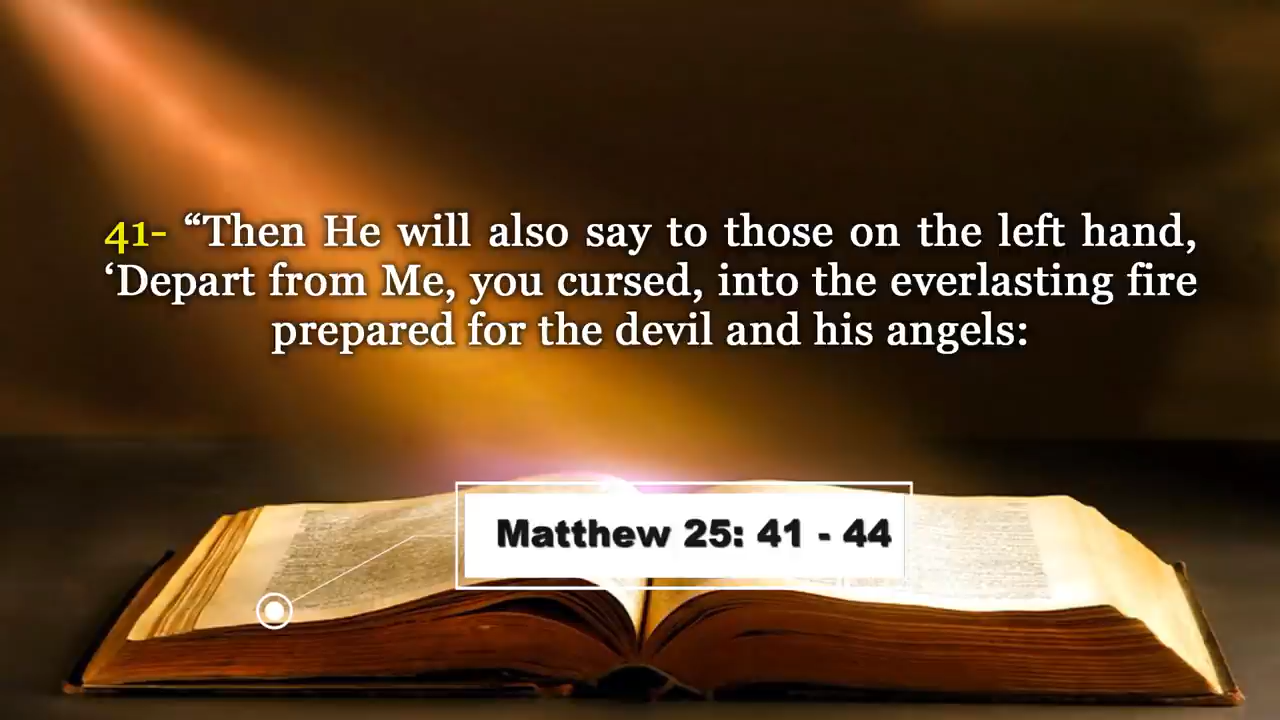 41- “Then He will also say to those on the left hand,
‘Depart from Me, you cursed, into the everlasting fire
prepared for the devil and his angels:
Matthew 25: 41 - 44